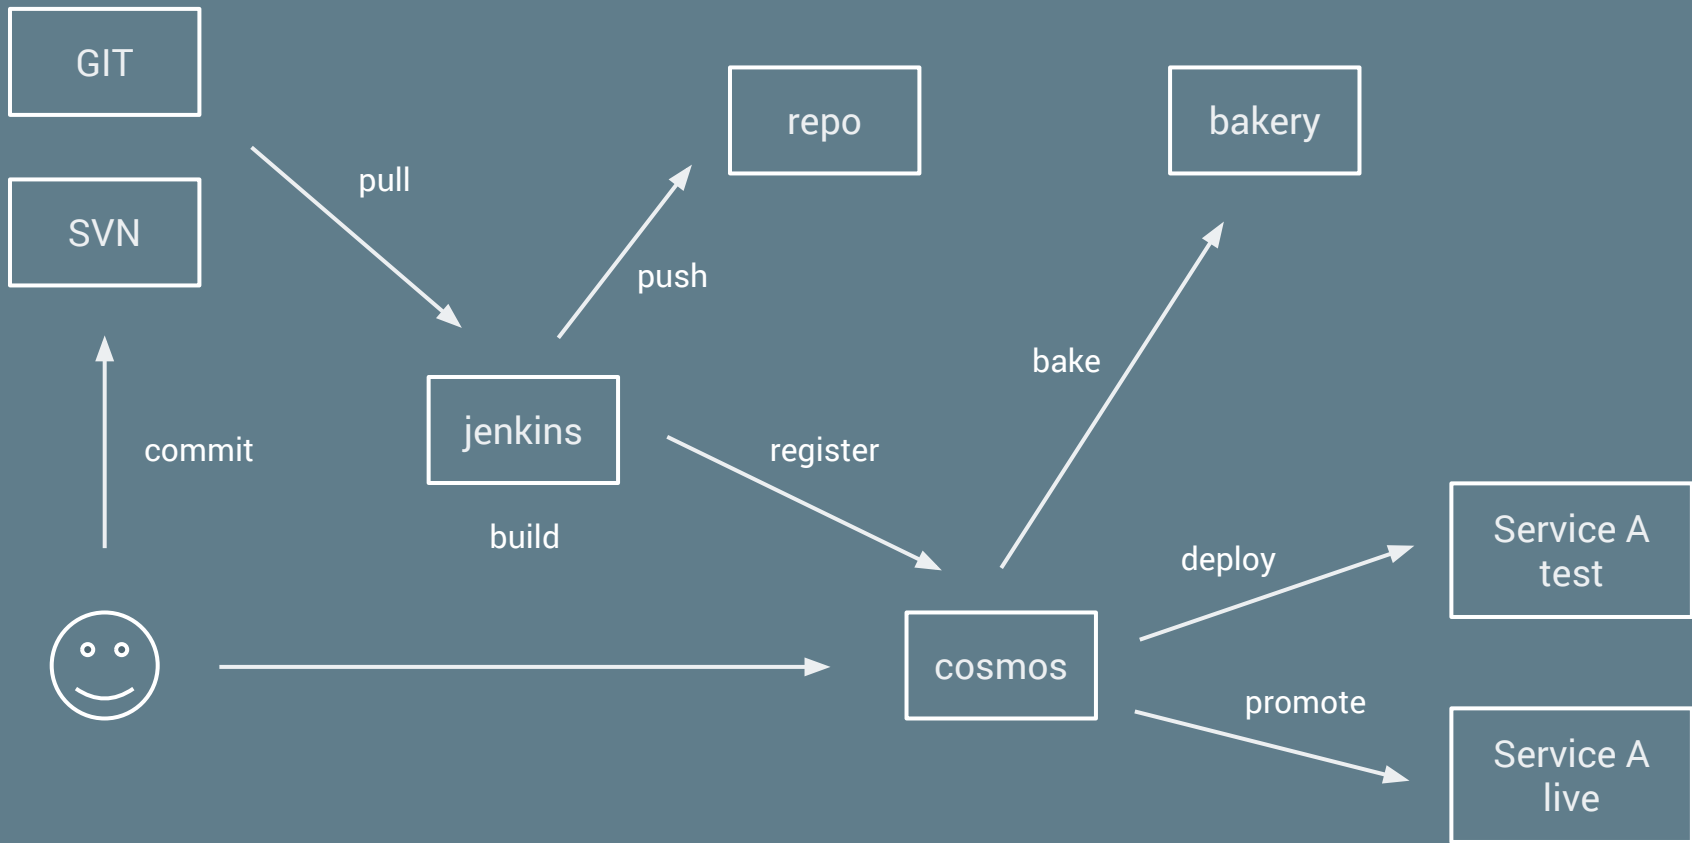 GIT
repo
bakery
pull
SVN
push
bake
jenkins
commit
register
build
Service A
test
deploy
cosmos
promote
Service A
live